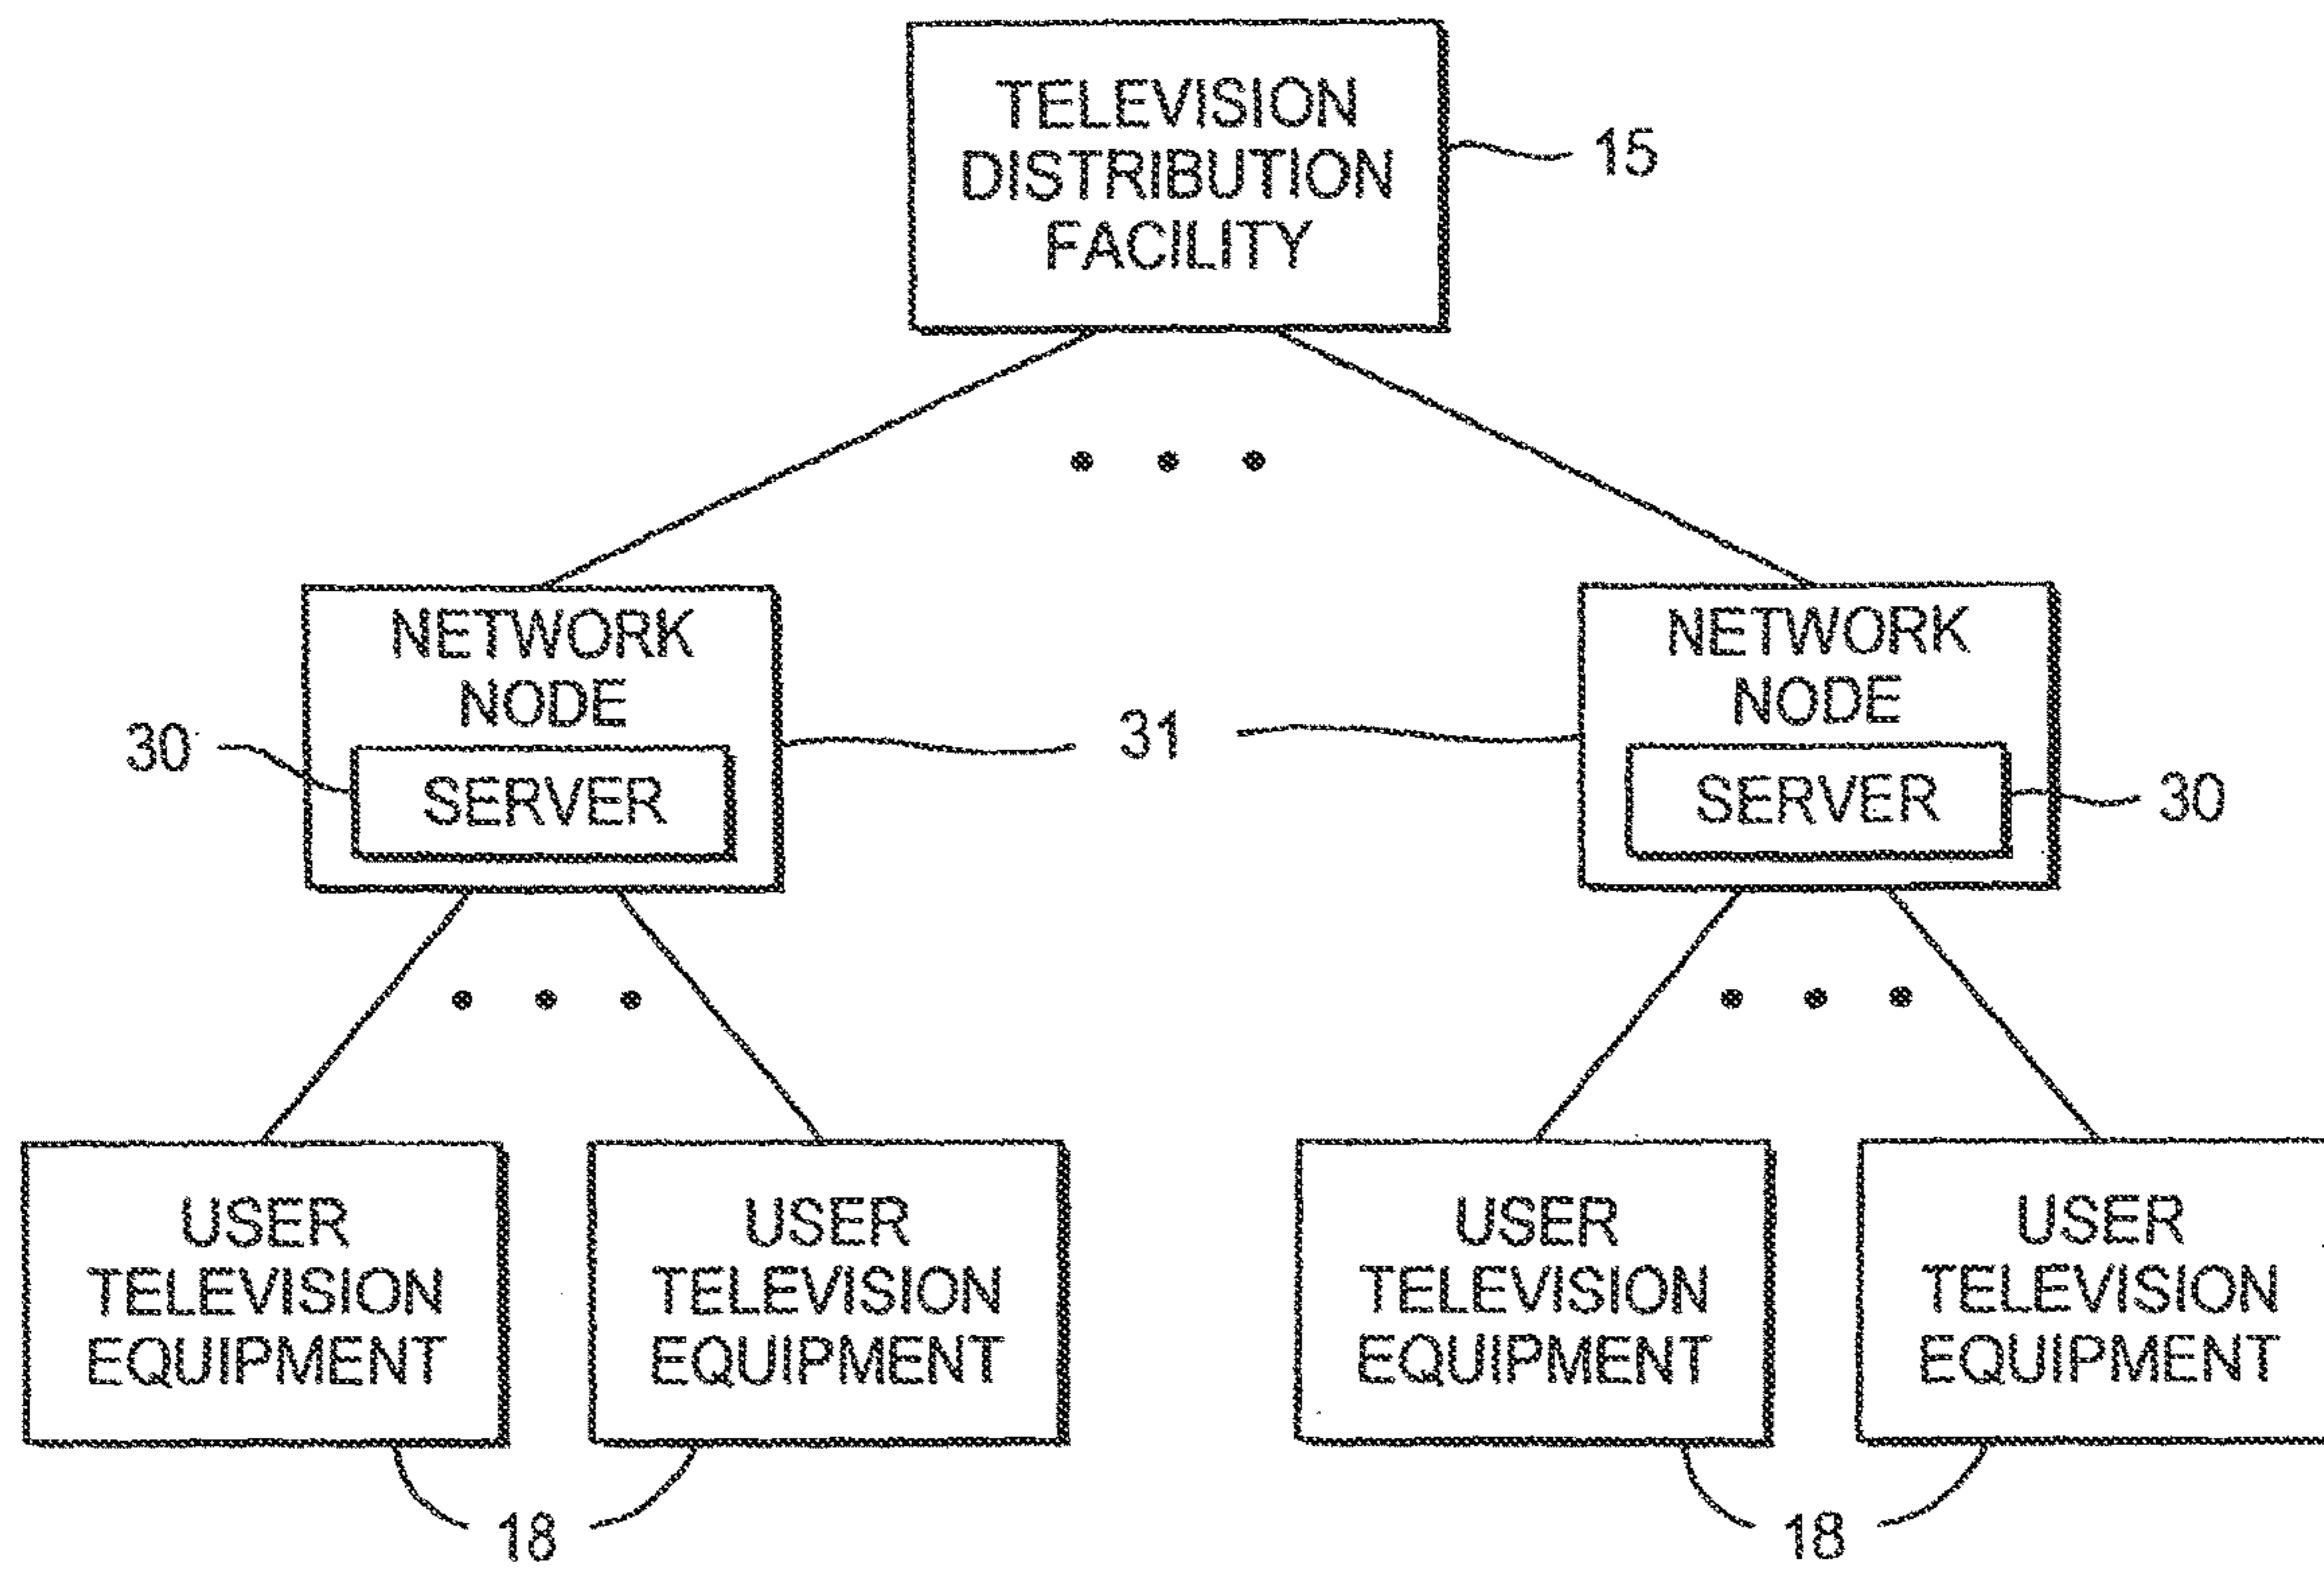 TELEVISION
DISTRIBUTION
FACILITY
15
NETWORK
NODE
SERVER
30
31
NETWORK
NODE
SERVER
30
USER
TELEVISION
EQUIPMENT
USER
TELEVISION
EQUIPMENT
18
USER
TELEVISION
EQUIPMENT
USER
TELEVISION
EQUIPMENT
18